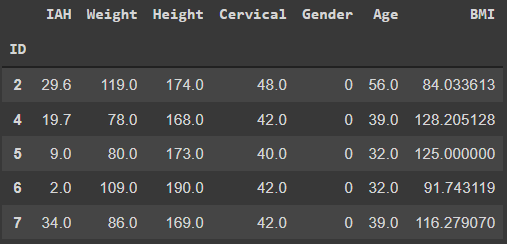 IAH Weight Height Cervical Gender Age BMI
ID
2 29.6 119.0 174.0 48.0 0 56.0 84.033613
4 19.7 78.0 168.0 42.0 0 39.0 128.205128
5 9.0 80.0 173.0 40.0 0 32.0 125.000000
6 2.0 109.0 190.0 42.0 0 32.0 91.743119
7 34.0 86.0 169.0 42.0 0 39.0 116.279070